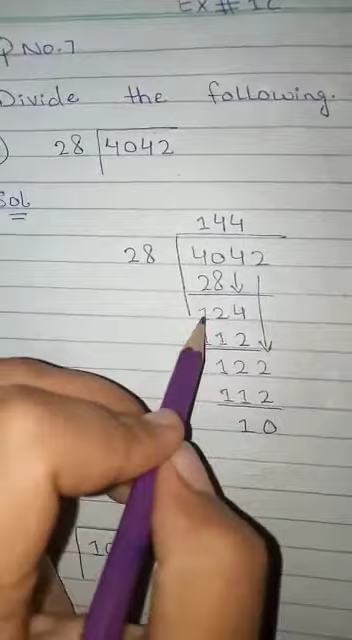 EX # 1C
Q No. 7
Divide the following.
) 28 4042
Sol
144
28 4042
28 ↓
124
112
122
112
10
10